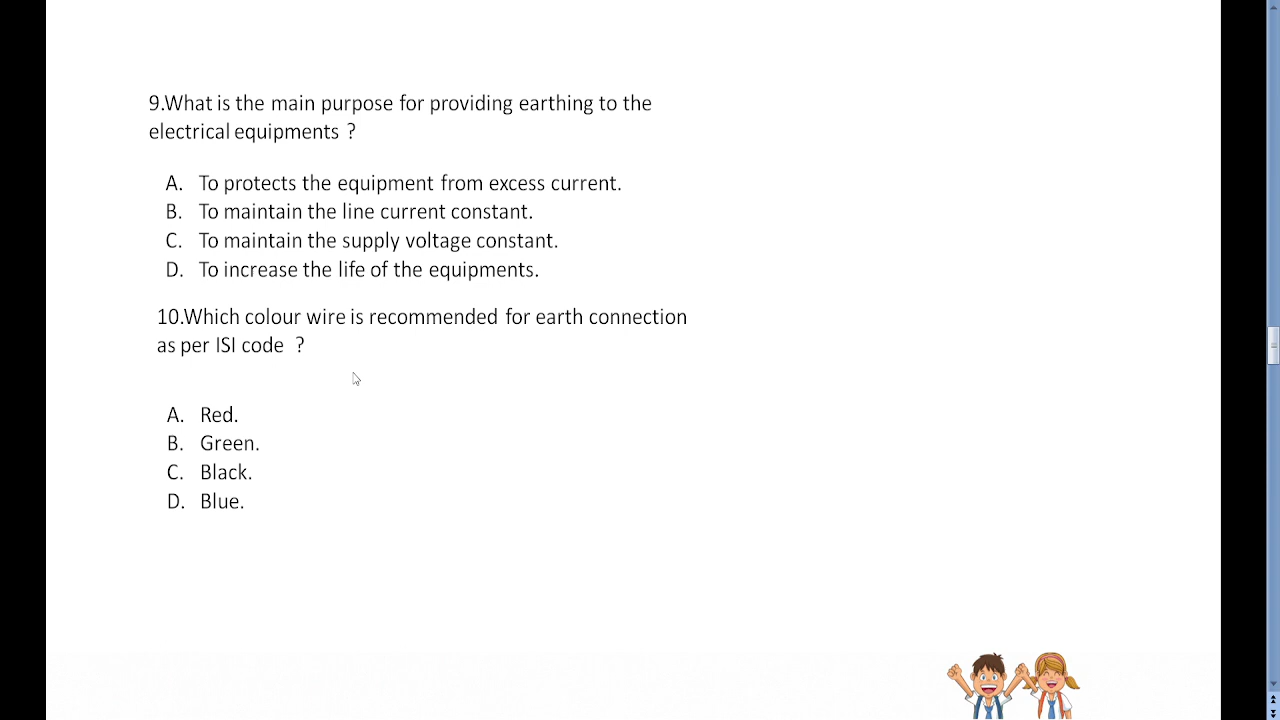 9.What is the main purpose for providing earthing to the
electrical equipments ?
A. To protects the equipment from excess current.
B. To maintain the line current constant.
C. To maintain the supply voltage constant.
D. To increase the life of the equipments.
10.Which colour wire is recommended for earth connection
as per ISI code ?
A. Red.
B. Green.
C. Black.
D. Blue.